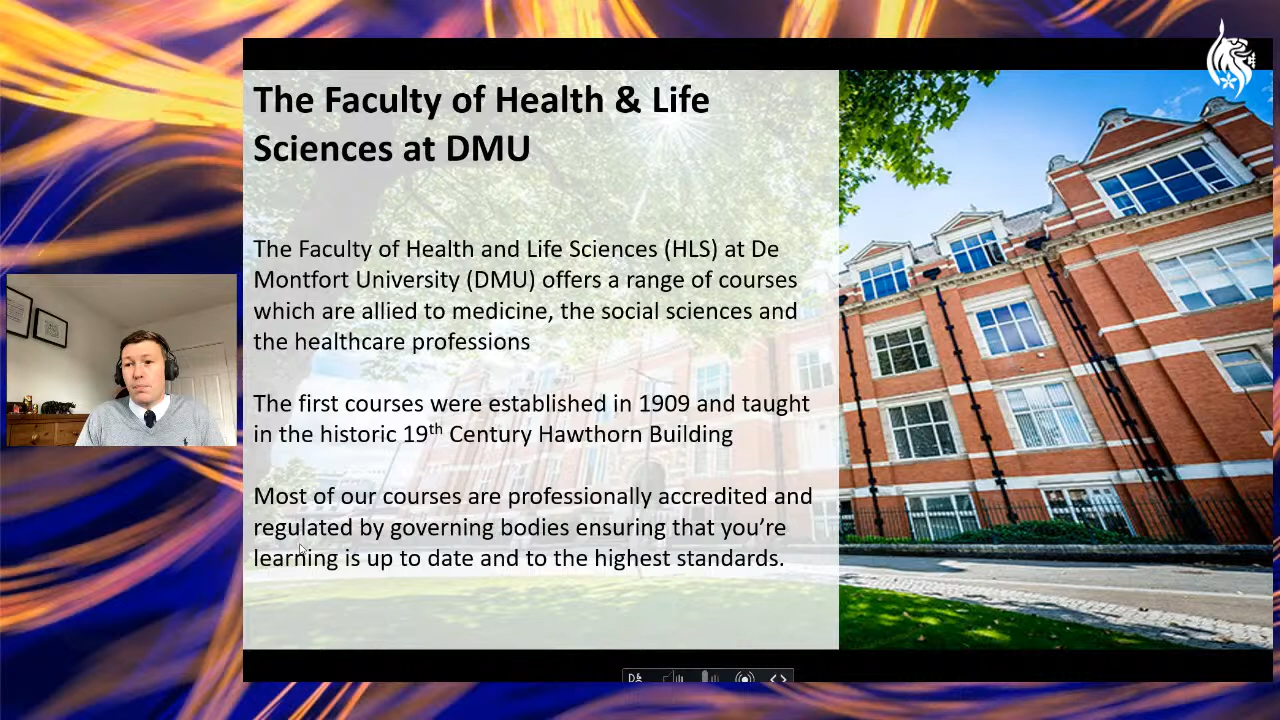 The Faculty of Health & Life
Sciences at DMU
The Faculty of Health and Life Sciences (HLS) at De
Montfort University (DMU) offers a range of courses
which are allied to medicine, the social sciences and
the healthcare professions
The first courses were established in 1909 and taught
in the historic 19th Century Hawthorn Building
Most of our courses are professionally accredited and
regulated by governing bodies ensuring that you’re
learning is up to date and to the highest standards.